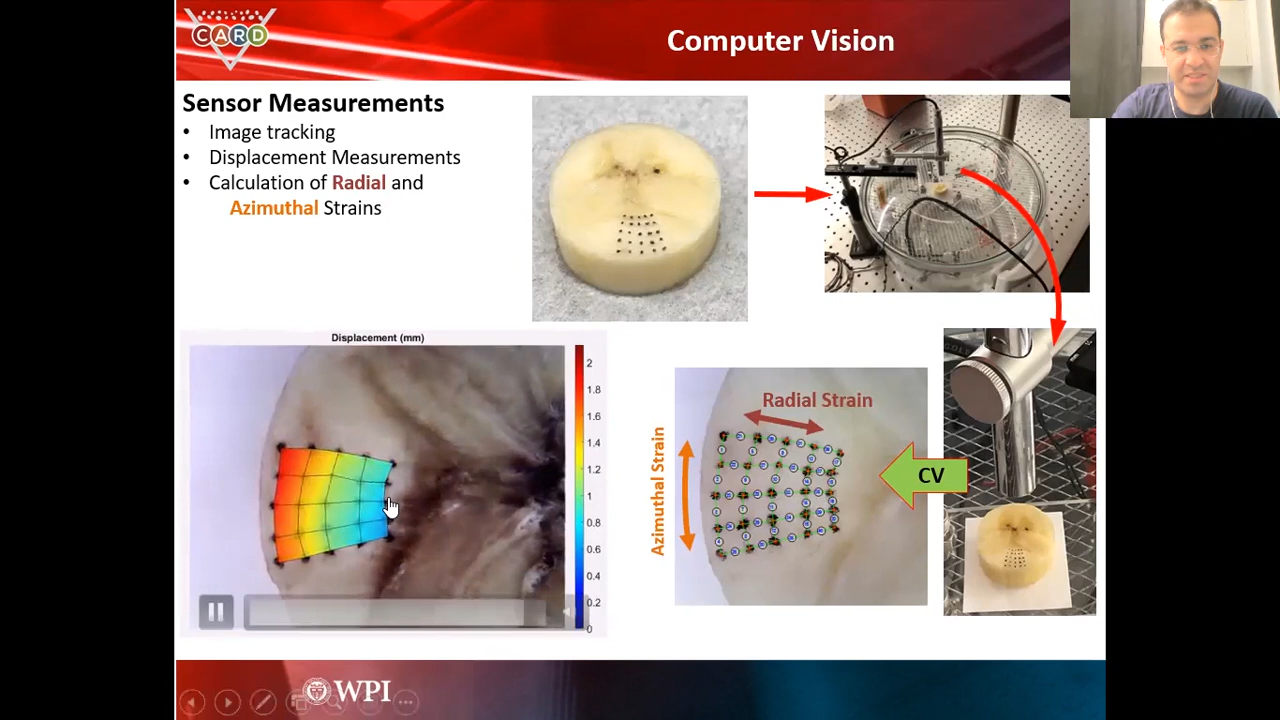 CARD
Computer Vision
Sensor Measurements
• Image tracking
• Displacement Measurements
• Calculation of Radial and
Azimuthal Strains
Displacement (mm)
2
1.8
1.6
1.4
1.2
1
0.8
0.6
0.4
0.2
0
Radial Strain
Azimuthal Strain
CV
WPI